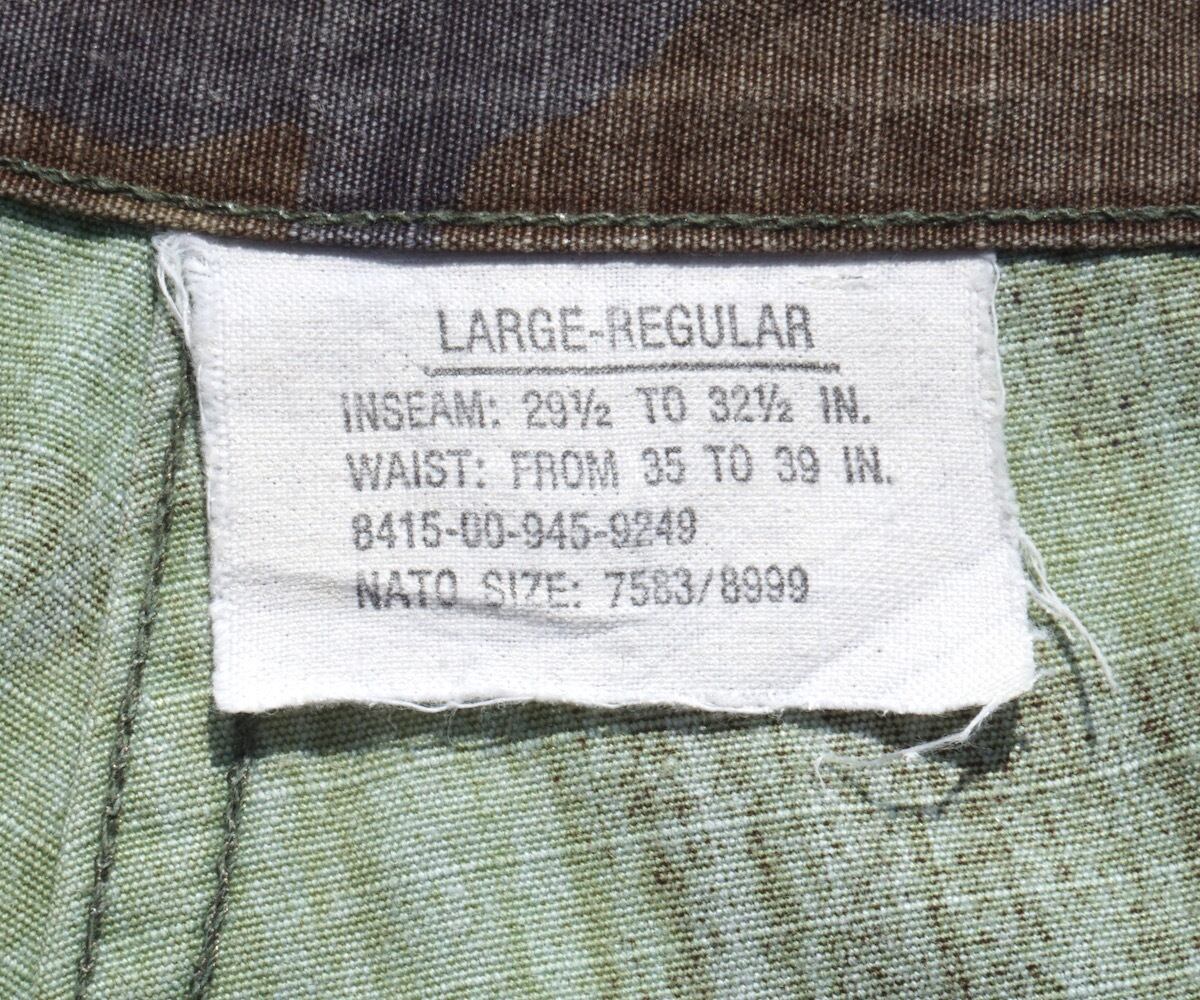 LARGE-REGULAR
INSEAM: 29½ TO 32½ IN.
WAIST: FROM 35 TO 39 IN.
8415-00-945-9249
NATO SIZE: 7583/8999